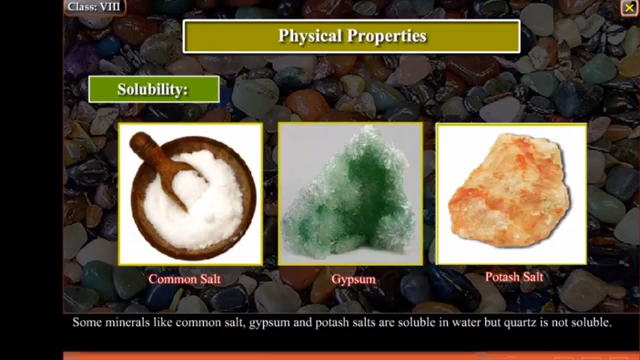 Class: VIII
Physical Properties
Solubility:
Common Salt
Gypsum
Potash Salt
Some minerals like common salt, gypsum and potash salts are soluble in water but quartz is not soluble.